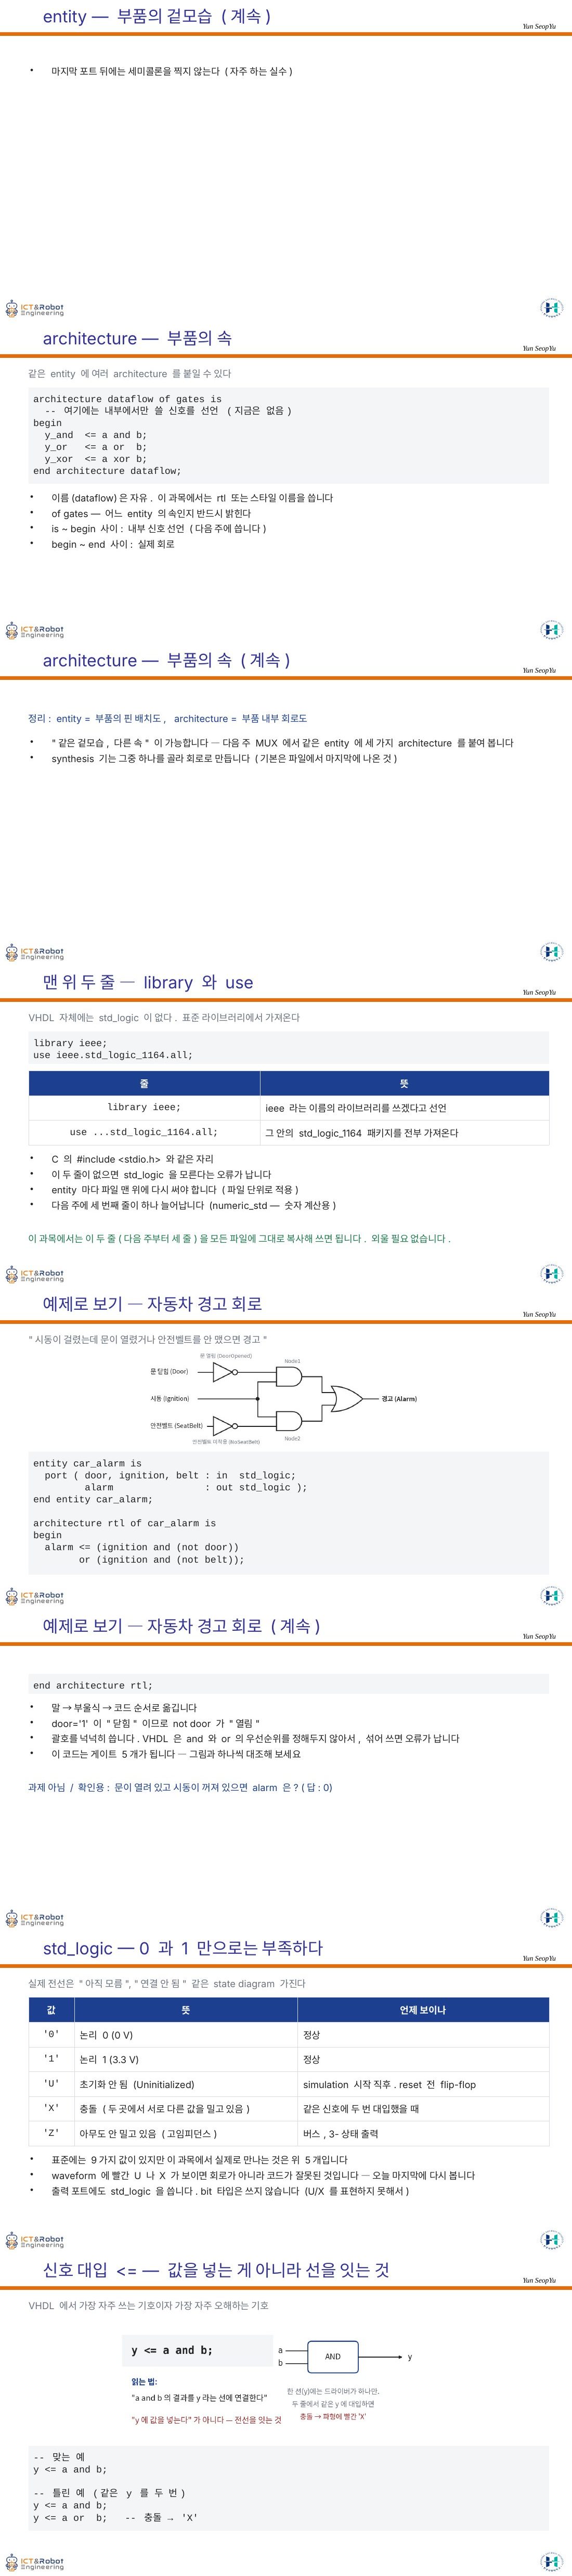 entity — 부품의 겉모습 (계속)
Yun SeopYu
• 마지막 포트 뒤에는 세미콜론을 찍지 않는다 (자주 하는 실수)
ICT&Robot Engineering
architecture — 부품의 속
Yun SeopYu
같은 entity 에 여러 architecture 를 붙일 수 있다
architecture dataflow of gates is
-- 여기에는 내부에서만 쓸 신호를 선언 (지금은 없음)
begin
y_and <= a and b;
y_or <= a or b;
y_xor <= a xor b;
end architecture dataflow;
• 이름 (dataflow) 은 자유. 이 과목에서는 rtl 또는 스타일 이름을 씁니다
• of gates — 어느 entity 의 속인지 반드시 밝힌다
• is ~ begin 사이: 내부 신호 선언 (다음 주에 씁니다)
• begin ~ end 사이: 실제 회로
ICT&Robot Engineering
architecture — 부품의 속 (계속)
Yun SeopYu
정리: entity = 부품의 핀 배치도, architecture = 부품 내부 회로도
• "같은 겉모습, 다른 속" 이 가능합니다 — 다음 주 MUX 에서 같은 entity 에 세 가지 architecture 를 붙여 봅니다
• synthesis 기는 그중 하나를 골라 회로로 만듭니다 (기본은 파일에서 마지막에 나온 것)
ICT&Robot Engineering
맨 위 두 줄 — library 와 use
Yun SeopYu
VHDL 자체에는 std_logic 이 없다. 표준 라이브러리에서 가져온다
library ieee;
use ieee.std_logic_1164.all;
줄 뜻
library ieee; ieee 라는 이름의 라이브러리를 쓰겠다고 선언
use ...std_logic_1164.all; 그 안의 std_logic_1164 패키지를 전부 가져온다
• C 의 #include <stdio.h> 와 같은 자리
• 이 두 줄이 없으면 std_logic 을 모른다는 오류가 납니다
• entity 마다 파일 맨 위에 다시 써야 합니다 (파일 단위로 적용)
• 다음 주에 세 번째 줄이 하나 늘어납니다 (numeric_std — 숫자 계산용)
이 과목에서는 이 두 줄 (다음 주부터 세 줄) 을 모든 파일에 그대로 복사해 쓰면 됩니다. 외울 필요 없습니다.
ICT&Robot Engineering
예제로 보기 — 자동차 경고 회로
Yun SeopYu
"시동이 걸렸는데 문이 열렸거나 안전벨트를 안 맸으면 경고"
문 열림 (DoorOpened)
Node1
문 닫힘 (Door)
시동 (Ignition)
경고 (Alarm)
안전벨트 (SeatBelt)
안전벨트 미착용 (NoSeatBelt)
Node2
entity car_alarm is
port ( door, ignition, belt : in std_logic;
alarm : out std_logic );
end entity car_alarm;
architecture rtl of car_alarm is
begin
alarm <= (ignition and (not door))
or (ignition and (not belt));
ICT&Robot Engineering
예제로 보기 — 자동차 경고 회로 (계속)
Yun SeopYu
end architecture rtl;
• 말 → 부울식 → 코드 순서로 옮깁니다
• door='1' 이 "닫힘" 이므로 not door 가 "열림"
• 괄호를 넉넉히 씁니다. VHDL 은 and 와 or 의 우선순위를 정해두지 않아서, 섞어 쓰면 오류가 납니다
• 이 코드는 게이트 5 개가 됩니다 — 그림과 하나씩 대조해 보세요
과제 아님 / 확인용: 문이 열려 있고 시동이 꺼져 있으면 alarm 은? (답: 0)
ICT&Robot Engineering
std_logic — 0 과 1 만으로는 부족하다
Yun SeopYu
실제 전선은 "아직 모름", "연결 안 됨" 같은 state diagram 가진다
값 뜻 언제 보이나
'0' 논리 0 (0 V) 정상
'1' 논리 1 (3.3 V) 정상
'U' 초기화 안 됨 (Uninitialized) simulation 시작 직후. reset 전 flip-flop
'X' 충돌 (두 곳에서 서로 다른 값을 밀고 있음) 같은 신호에 두 번 대입했을 때
'Z' 아무도 안 밀고 있음 (고임피던스) 버스, 3- 상태 출력
• 표준에는 9 가지 값이 있지만 이 과목에서 실제로 만나는 것은 위 5 개입니다
• waveform 에 빨간 U 나 X 가 보이면 회로가 아니라 코드가 잘못된 것입니다 — 오늘 마지막에 다시 봅니다
• 출력 포트에도 std_logic 을 씁니다. bit 타입은 쓰지 않습니다 (U/X 를 표현하지 못해서)
ICT&Robot Engineering
신호 대입 <= — 값을 넣는 게 아니라 선을 잇는 것
Yun SeopYu
VHDL 에서 가장 자주 쓰는 기호이자 가장 자주 오해하는 기호
y <= a and b;
a
b
AND
y
읽는 법:
"a and b 의 결과를 y 라는 선에 연결한다"
"y 에 값을 넣는다" 가 아니다 — 전선을 잇는 것
한 선(y)에는 드라이버가 하나만.
두 줄에서 같은 y 에 대입하면
충돌 → 파형에 빨간 'X'
-- 맞는 예
y <= a and b;
-- 틀린 예 (같은 y 를 두 번)
y <= a and b;
y <= a or b; -- 충돌 → 'X'
ICT&Robot Engineering